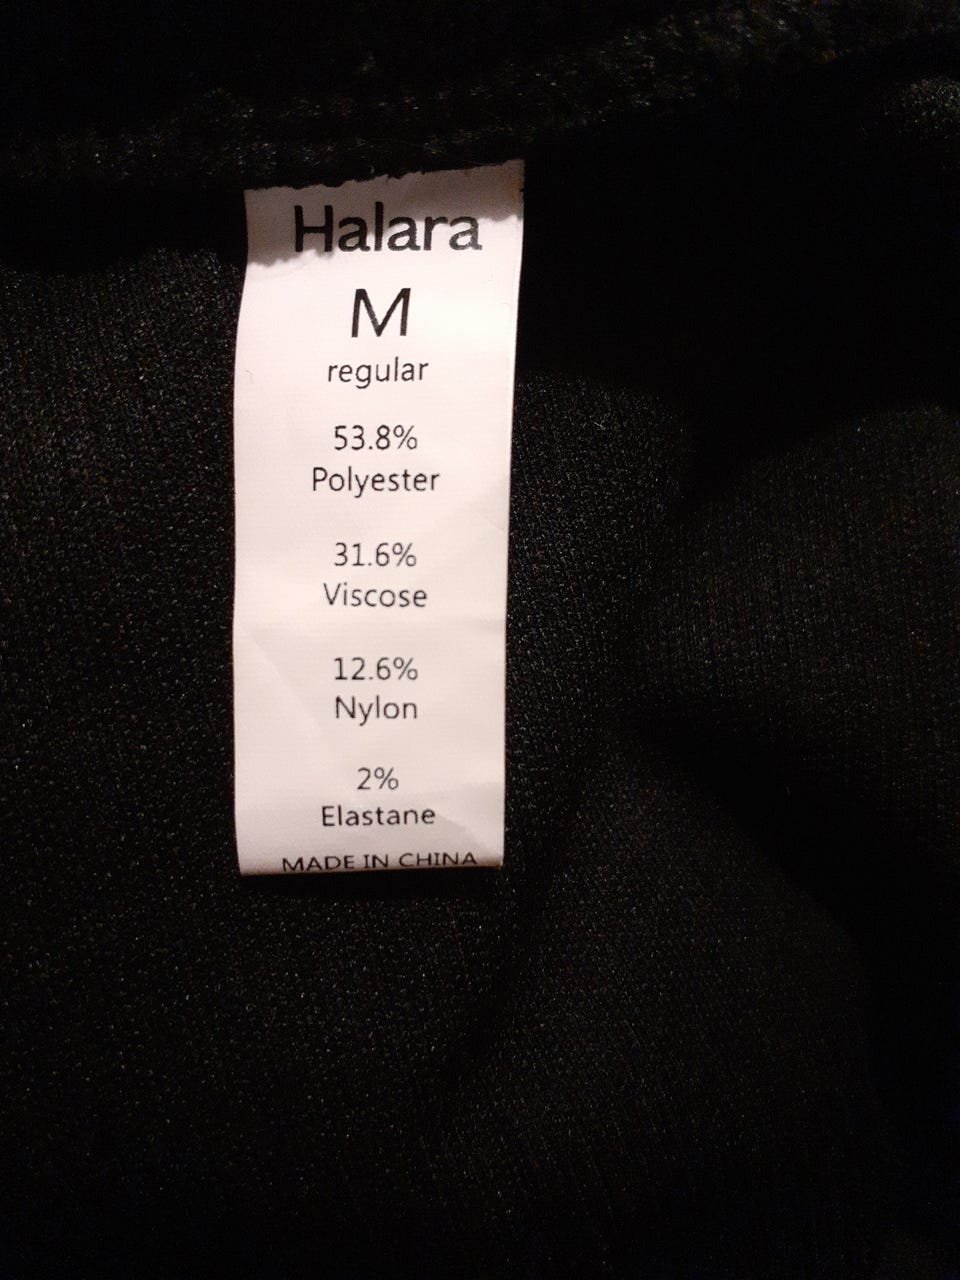 Halara
M
regular
53.8%
Polyester
31.6%
Viscose
12.6%
Nylon
2%
Elastane
MADE IN CHINA